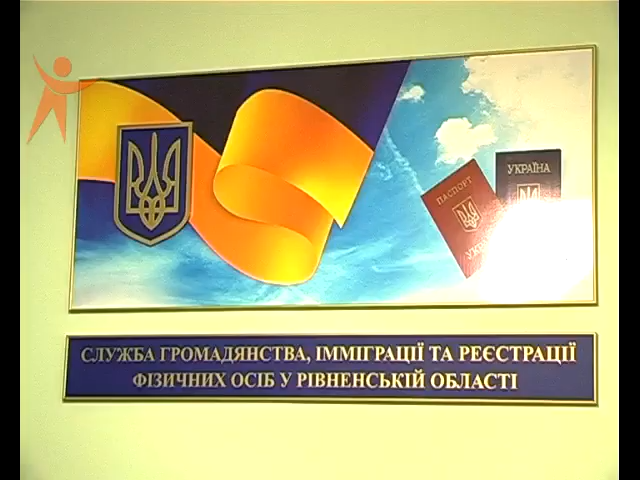 ПАСПОРТ
УКРАЇНА
СЛУЖБА ГРОМАДЯНСТВА, ІММІГРАЦІЇ ТА РЕЄСТРАЦІЇ
ФІЗИЧНИХ ОСІБ У РІВНЕНСЬКІЙ ОБЛАСТІ